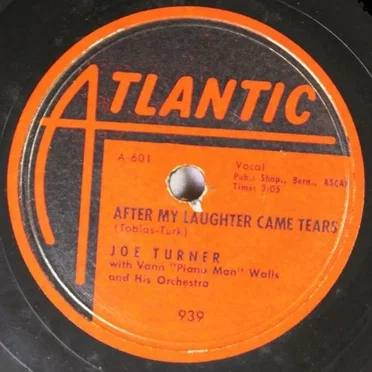 ATLANTIC
A-601
Vocal
Pub.: Shap., Bern., ASCAP
Time: 3:05
AFTER MY LAUGHTER CAME TEARS
(Tobias-Turk)
JOE TURNER
with Vann "Piano Man" Walls
and His Orchestra
939